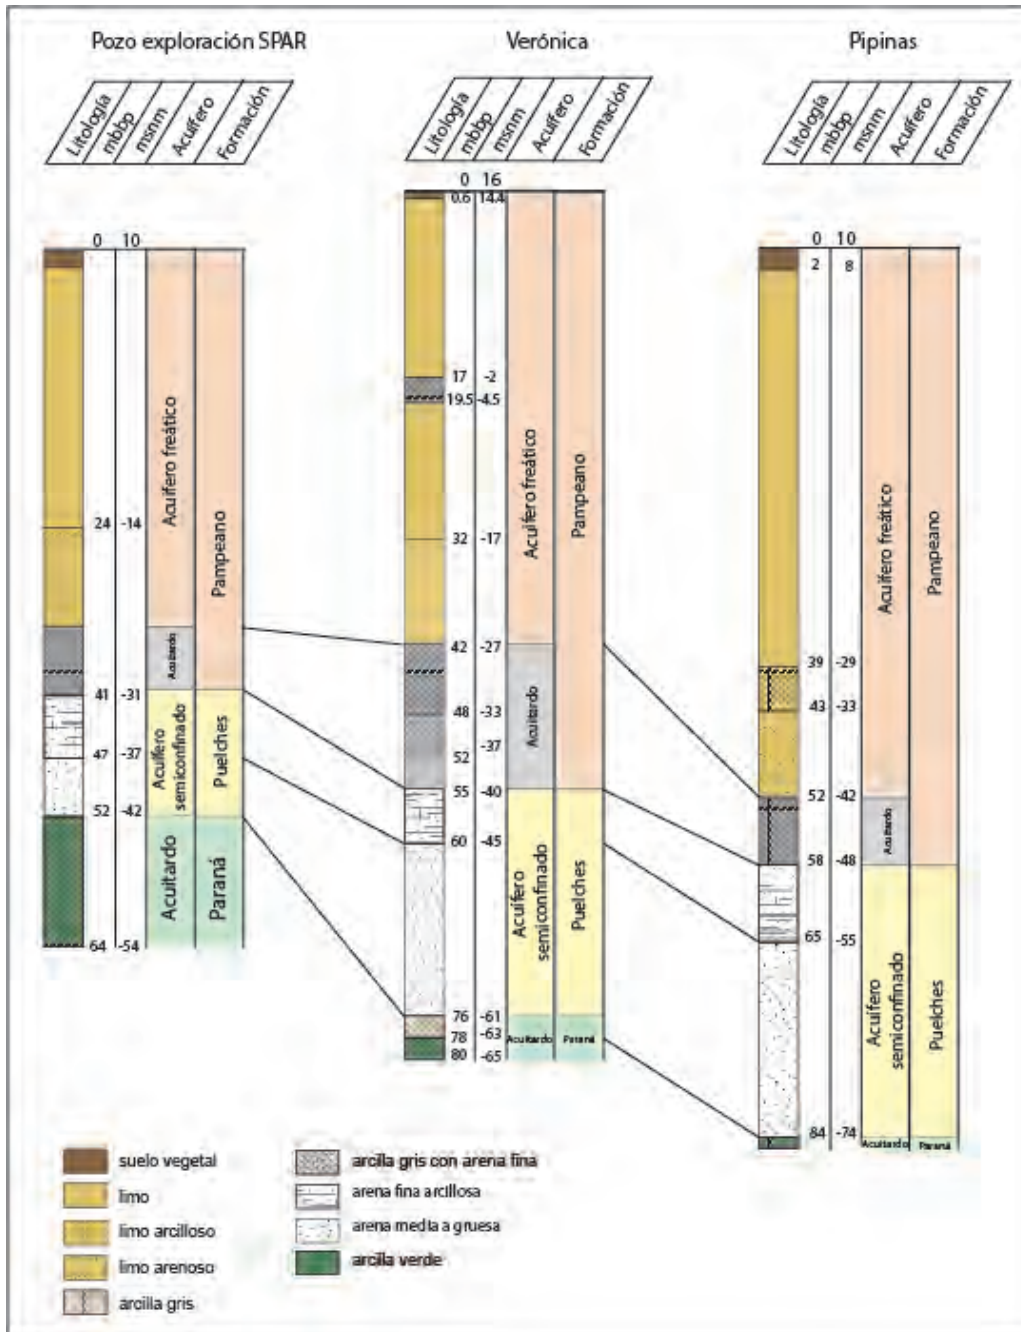 Pozo exploración SPAR
Litología
mbbp
msnm
Acuífero
Formación
0 10
24 -14
41 -31
47 -37
52 -42
64 -54
Acuífero freático
Acuitardo
Acuífero
semiconfinado
Acuitardo
Pampeano
Puelches
Paraná
Verónica
Litología
mbbp
msnm
Acuífero
Formación
0 16
0.6 14.4
17 -2
19.5 -4.5
32 -17
42 -27
48 -33
52 -37
55 -40
60 -45
76 -61
78 -63
80 -65
Acuífero freático
Acuitardo
Acuífero
semiconfinado
Acuitardo
Pampeano
Puelches
Paraná
Pipinas
Litología
mbbp
msnm
Acuífero
Formación
0 10
2 8
39 -29
43 -33
52 -42
58 -48
65 -55
84 -74
Acuífero freático
Acuitardo
Acuífero
semiconfinado
Acuitardo
Pampeano
Puelches
Paraná
suelo vegetal
limo
limo arcilloso
limo arenoso
arcilla gris
arcilla gris con arena fina
arena fina arcillosa
arena media a gruesa
arcilla verde